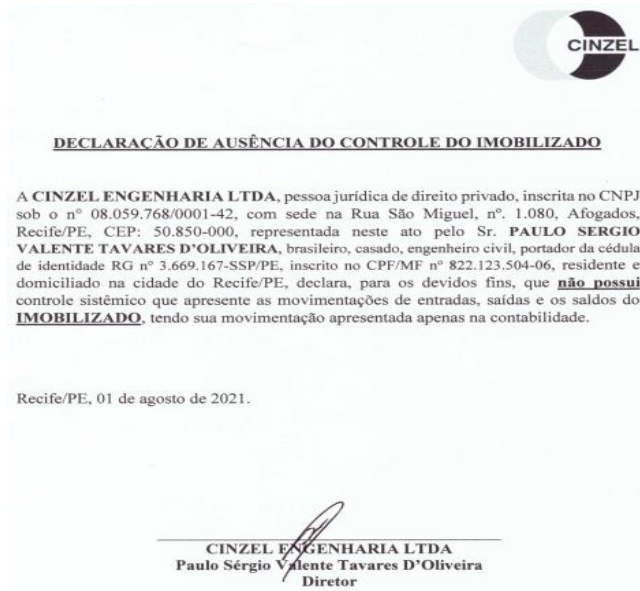 CINZEL
DECLARAÇÃO DE AUSÊNCIA DO CONTROLE DO IMOBILIZADO
A CINZEL ENGENHARIA LTDA, pessoa jurídica de direito privado, inscrita no CNPJ
sob o nº 08.059.768/0001-42, com sede na Rua São Miguel, nº. 1.080, Afogados,
Recife/PE, CEP: 50.850-000, representada neste ato pelo Sr. PAULO SERGIO
VALENTE TAVARES D'OLIVEIRA, brasileiro, casado, engenheiro civil, portador da cédula
de identidade RG nº 3.669.167-SSP/PE, inscrito no CPF/MF nº 822.123.504-06, residente e
domiciliado na cidade do Recife/PE, declara, para os devidos fins, que não possui
controle sistêmico que apresente as movimentações de entradas, saídas e os saldos do
IMOBILIZADO, tendo sua movimentação apresentada apenas na contabilidade.
Recife/PE, 01 de agosto de 2021.
CINZEL ENGENHARIA LTDA
Paulo Sérgio Valente Tavares D'Oliveira
Diretor